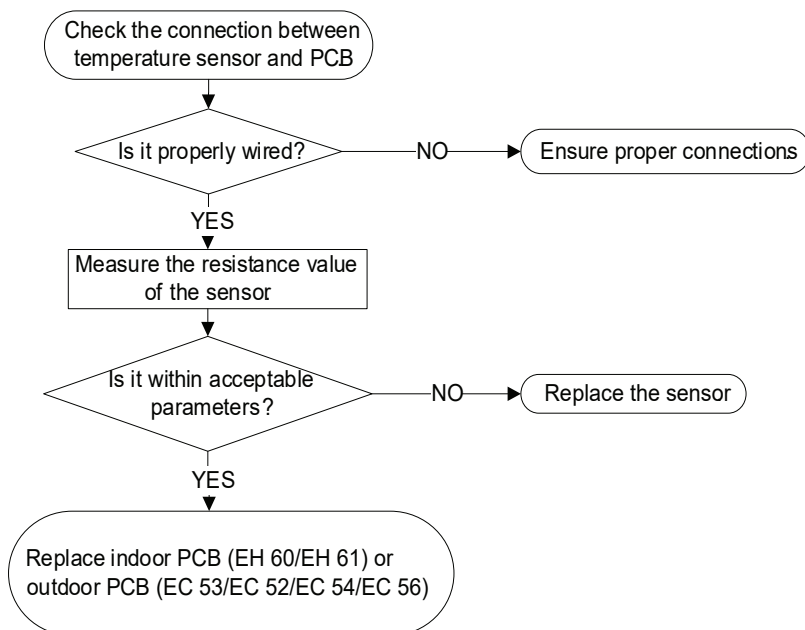 Check the connection between
temperature sensor and PCB.
Is it properly wired?
NO
Ensure proper connections.
YES
Measure the resistance value
of the sensor.
Is it within acceptable
parameters?
NO
Replace the sensor
YES
Replace indoor PCB (EH 60/EH 61) or
outdoor PCB (EC 53/EC 52/EC 54/EC 56)